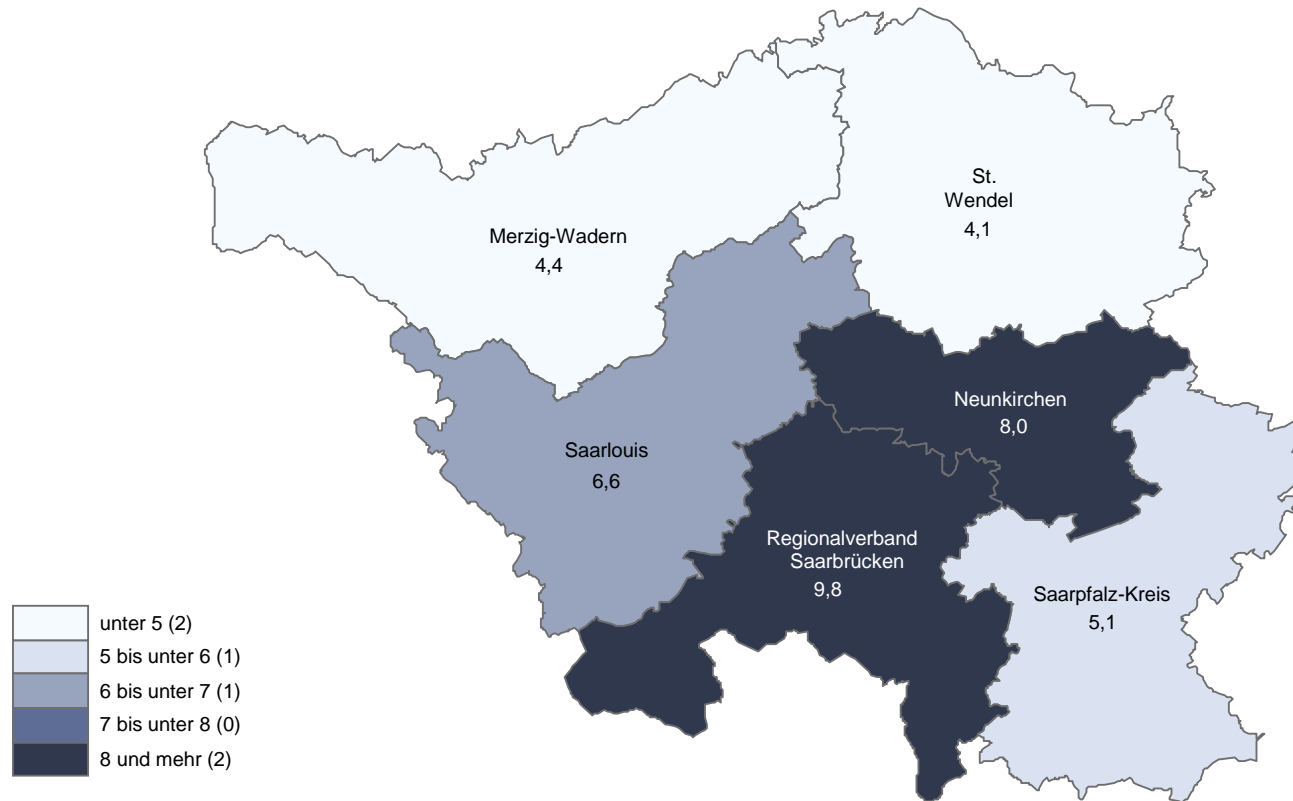 St.
Wendel
4,1
Merzig-Wadern
4,4
Neunkirchen
8,0
Saarlouis
6,6
Regionalverband
Saarbrücken
9,8
Saarpfalz-Kreis
5,1
unter 5 (2)
5 bis unter 6 (1)
6 bis unter 7 (1)
7 bis unter 8 (0)
8 und mehr (2)